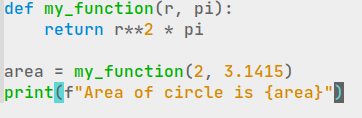 def my_function(r, pi):
    return r**2 * pi

area = my_function(2, 3.1415)
print(f"Area of circle is {area}")